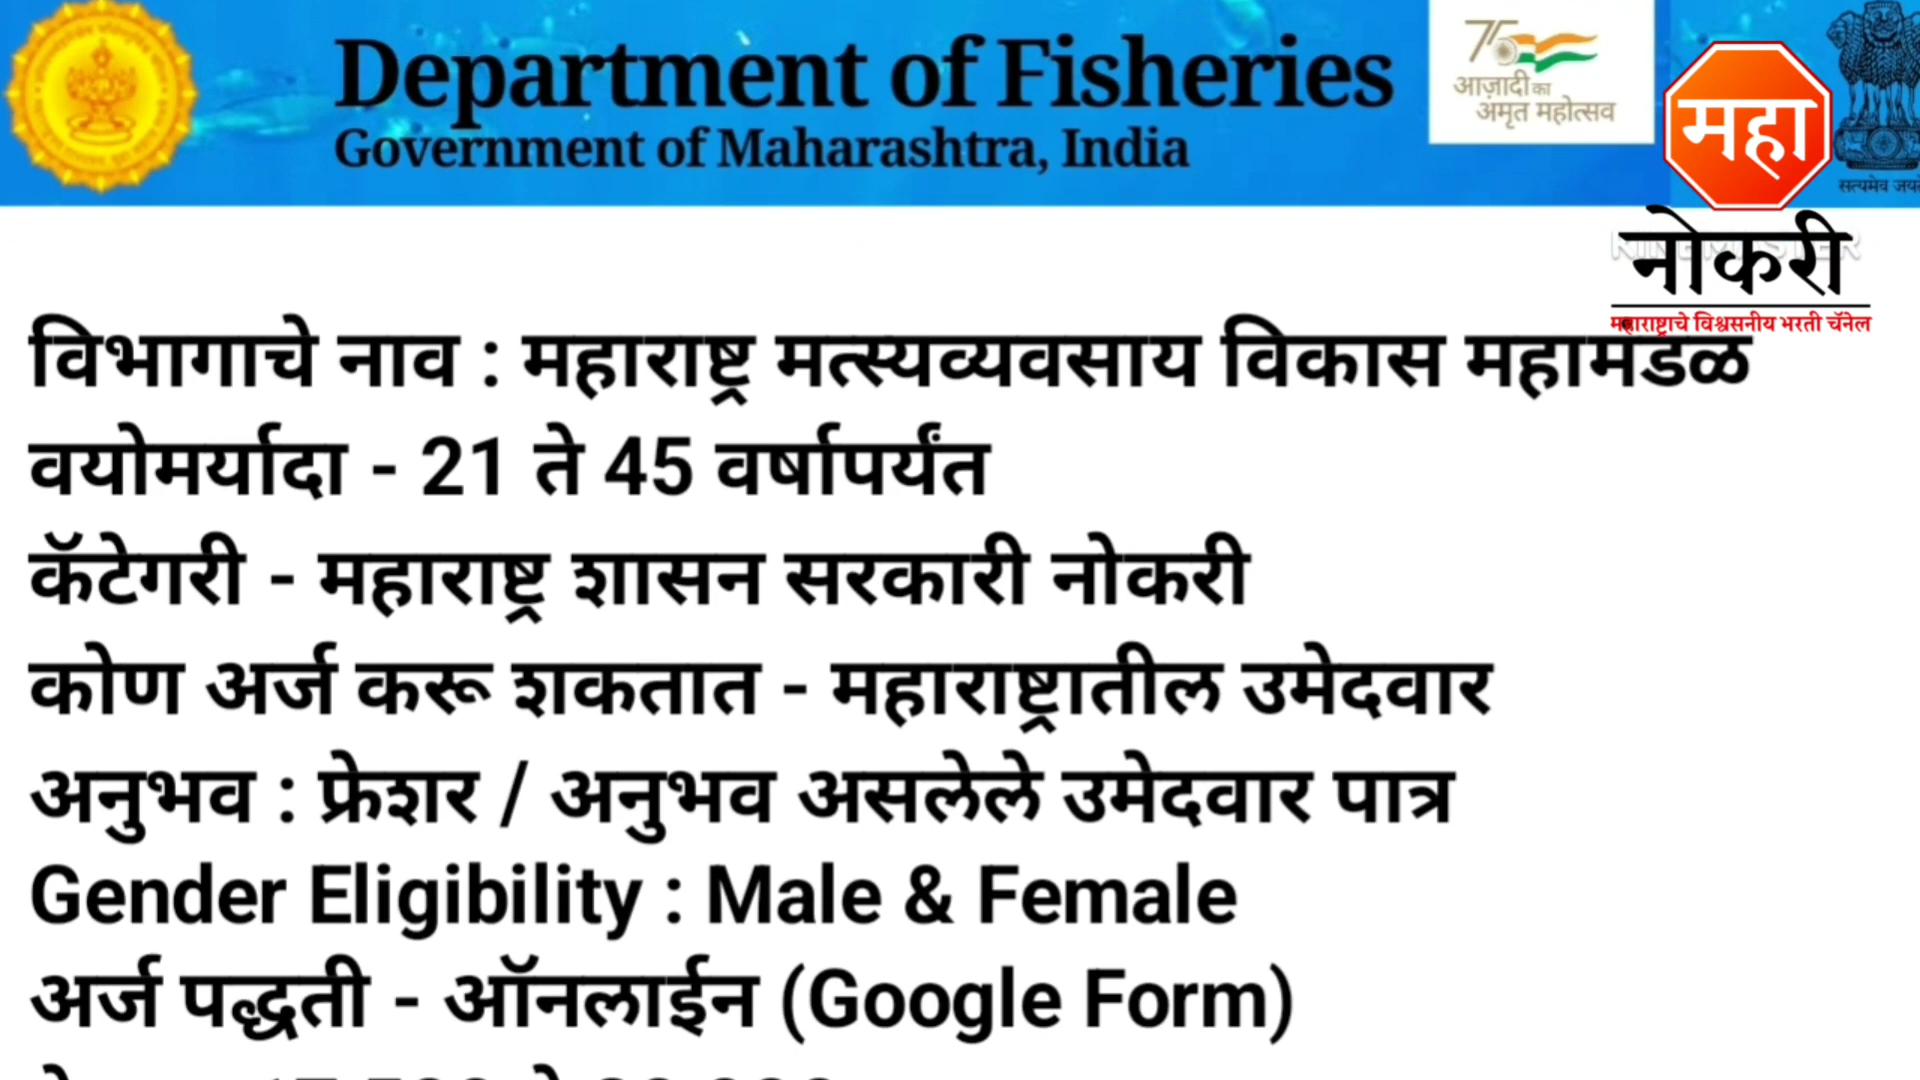 Department of Fisheries
Government of Maharashtra, India
75
आज़ादी का
अमृत महोत्सव
महा
नोकरी
महाराष्ट्राचे विश्वसनीय भरती चॅनेल
विभागाचे नाव : महाराष्ट्र मत्स्यव्यवसाय विकास महामंडळ
वयोमर्यादा - 21 ते 45 वर्षापर्यंत
कॅटेगरी - महाराष्ट्र शासन सरकारी नोकरी
कोण अर्ज करू शकतात - महाराष्ट्रातील उमेदवार
अनुभव : फ्रेशर / अनुभव असलेले उमेदवार पात्र
Gender Eligibility : Male & Female
अर्ज पद्धती - ऑनलाईन (Google Form)